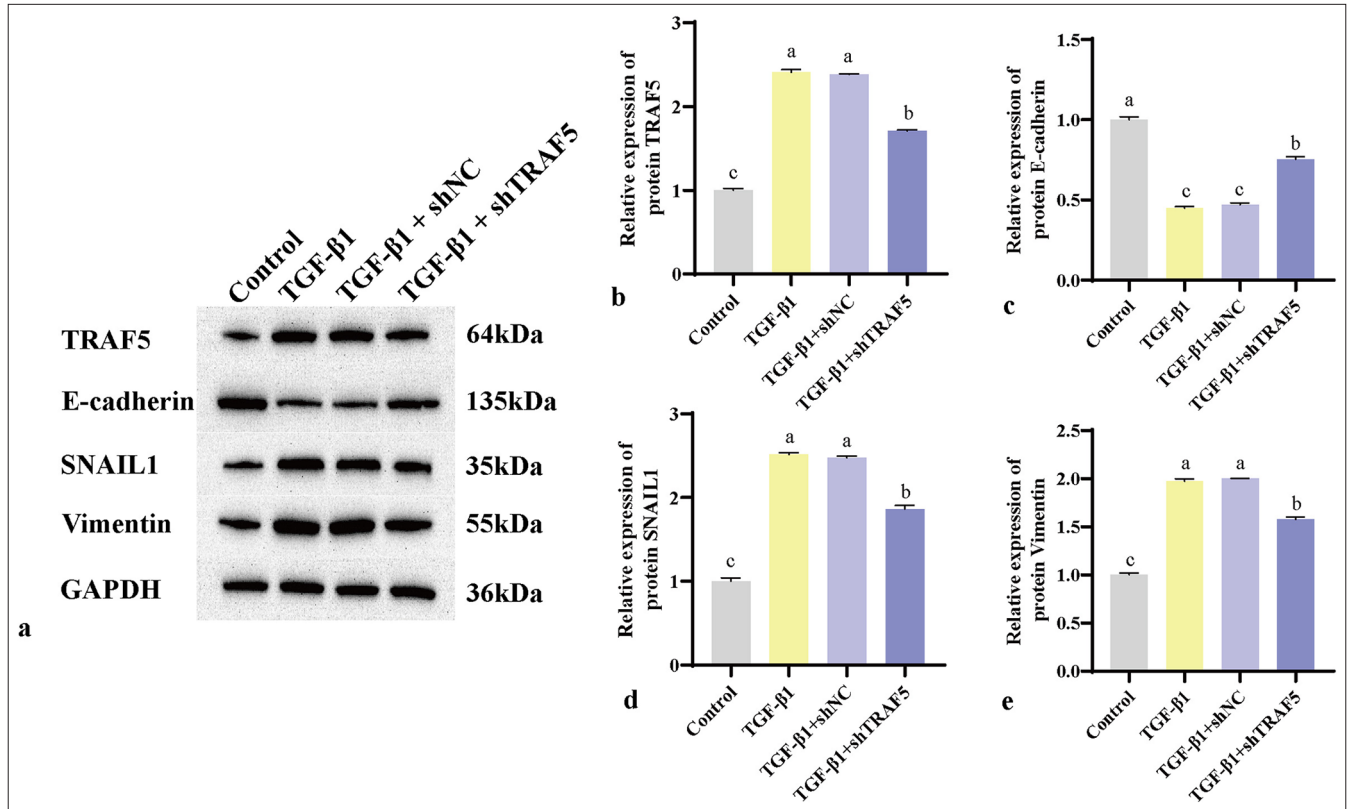 Control
TGF-β1
TGF-β1 + shNC
TGF-β1 + shTRAF5
TRAF5 64kDa
E-cadherin 135kDa
SNAIL1 35kDa
Vimentin 55kDa
GAPDH 36kDa
a
Relative expression of
protein TRAF5
3
2
1
0
c
a
a
b
Control
TGF-β1
TGF-β1+shNC
TGF-β1+shTRAF5
b
Relative expression of
protein E-cadherin
1.5
1.0
0.5
0.0
a
c
c
b
Control
TGF-β1
TGF-β1+shNC
TGF-β1+shTRAF5
c
Relative expression of
protein SNAIL1
3
2
1
0
c
a
a
b
Control
TGF-β1
TGF-β1+shNC
TGF-β1+shTRAF5
d
Relative expression of
protein Vimentin
2.5
2.0
1.5
1.0
0.5
0.0
c
a
a
b
Control
TGF-β1
TGF-β1+shNC
TGF-β1+shTRAF5
e